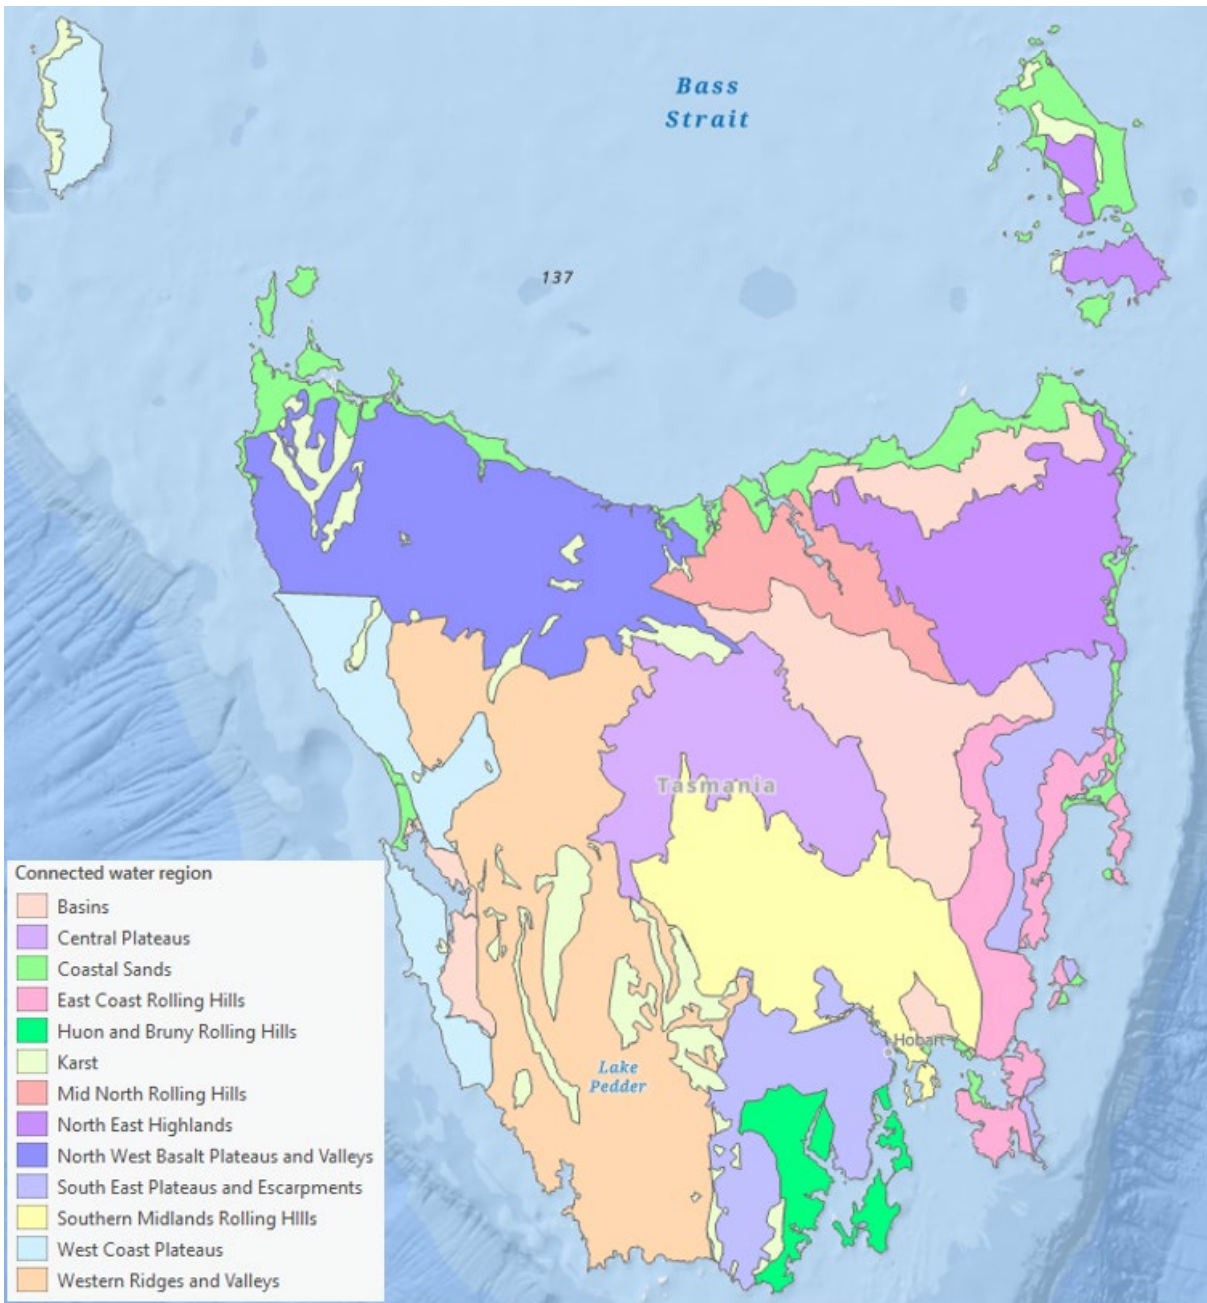 Bass
Strait
137
Tasmania
Hobart
Lake
Pedder
Connected water region
Basins
Central Plateaus
Coastal Sands
East Coast Rolling Hills
Huon and Bruny Rolling Hills
Karst
Mid North Rolling Hills
North East Highlands
North West Basalt Plateaus and Valleys
South East Plateaus and Escarpments
Southern Midlands Rolling HIlls
West Coast Plateaus
Western Ridges and Valleys